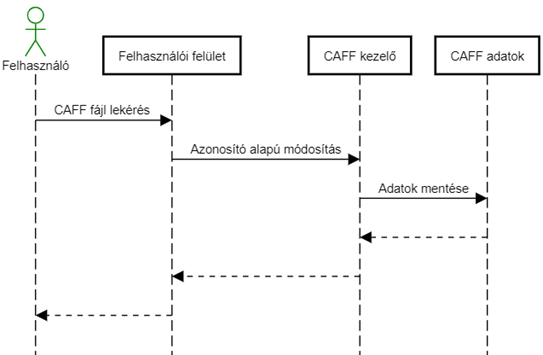 Felhasználó
Felhasználói felület
CAFF kezelő
CAFF adatok
CAFF fájl lekérés
Azonosító alapú módosítás
Adatok mentése